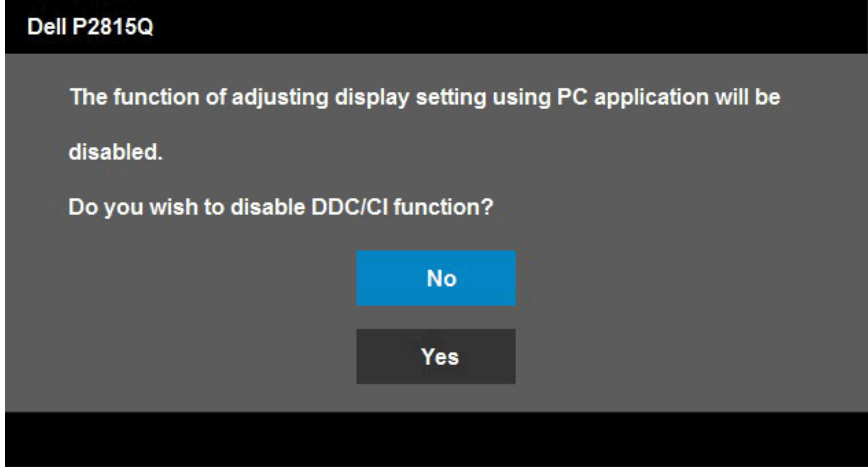 Dell P2815Q
The function of adjusting display setting using PC application will be
disabled.
Do you wish to disable DDC/CI function?
No
Yes